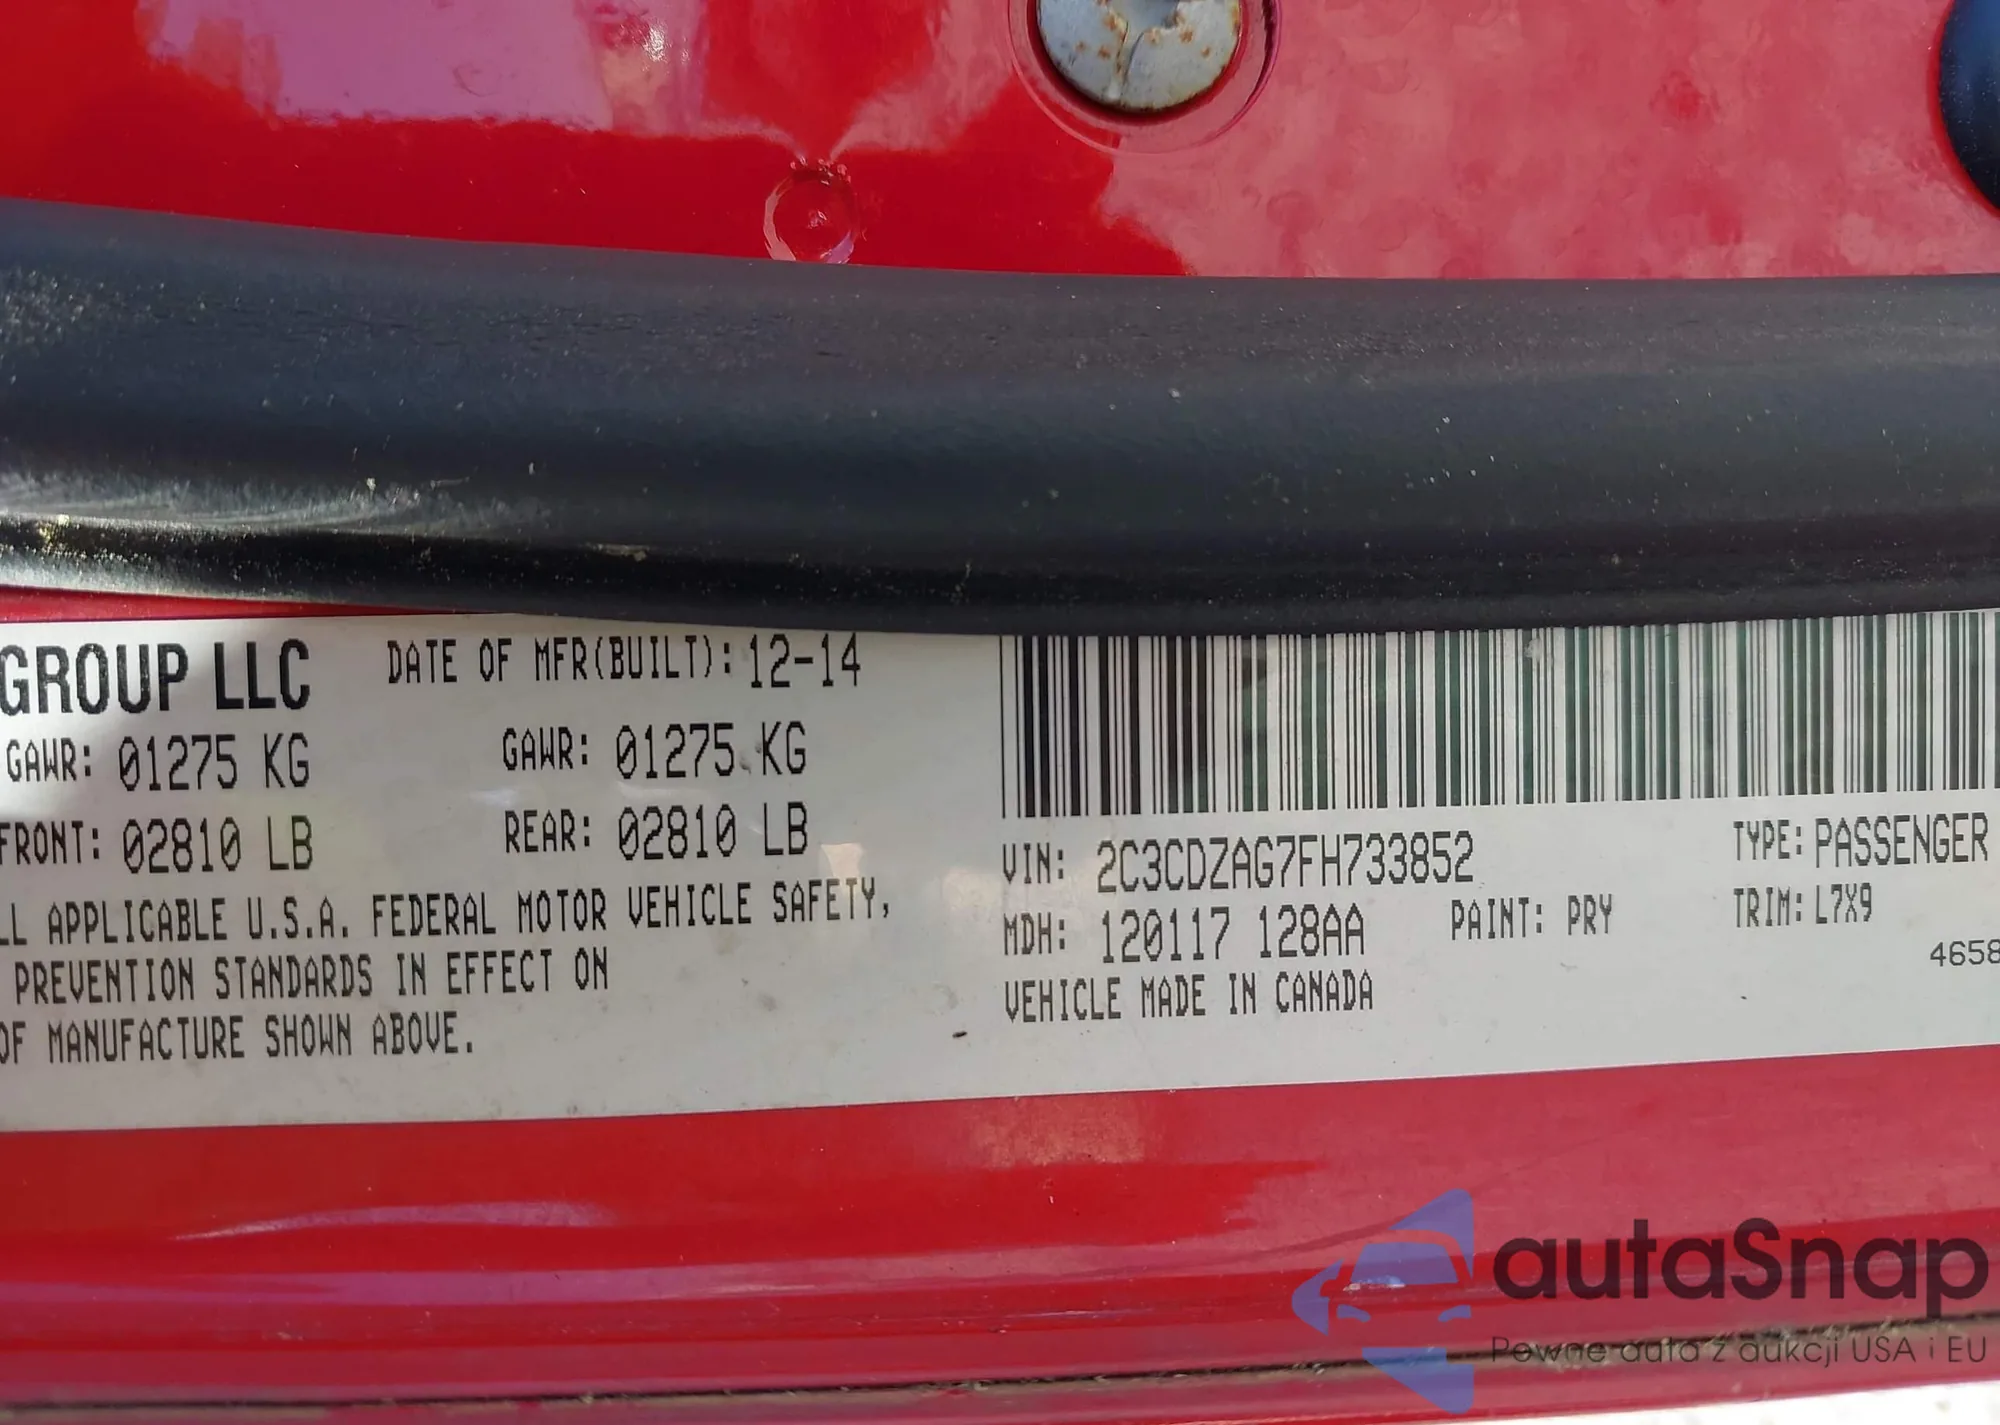 GROUP LLC DATE OF MFR(BUILT): 12-14
GAWR: 01275 KG GAWR: 01275 KG
FRONT: 02810 LB REAR: 02810 LB
APPLICABLE U.S.A. FEDERAL MOTOR VEHICLE SAFETY,
PREVENTION STANDARDS IN EFFECT ON
OF MANUFACTURE SHOWN ABOVE.
VIN: 2C3CDZAG7FH733852 TYPE: PASSENGER
MDH: 120117 128AA PAINT: PRY TRIM: L7X9
4658
VEHICLE MADE IN CANADA
autaSnap
Pewne auta z aukcji USA i EU